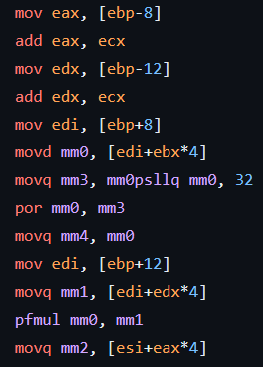 mov eax, [ebp-8]
add eax, ecx
mov edx, [ebp-12]
add edx, ecx
mov edi, [ebp+8]
movd mm0, [edi+ebx*4]
movq mm3, mm0psllq mm0, 32
por mm0, mm3
movq mm4, mm0
mov edi, [ebp+12]
movq mm1, [edi+edx*4]
pfmul mm0, mm1
movq mm2, [esi+eax*4]